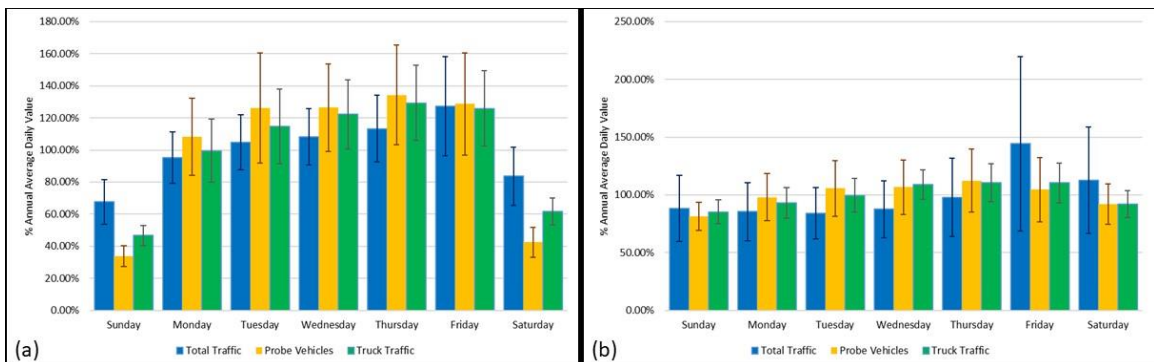 180.00%
160.00%
140.00%
120.00%
100.00%
80.00%
60.00%
40.00%
20.00%
0.00%
% Annual Average Daily Value
Sunday Monday Tuesday Wednesday Thursday Friday Saturday
Total Traffic Probe Vehicles Truck Traffic
(a)
250.00%
200.00%
150.00%
100.00%
50.00%
0.00%
% Annual Average Daily Value
Sunday Monday Tuesday Wednesday Thursday Friday Saturday
Total Traffic Probe Vehicles Truck Traffic
(b)